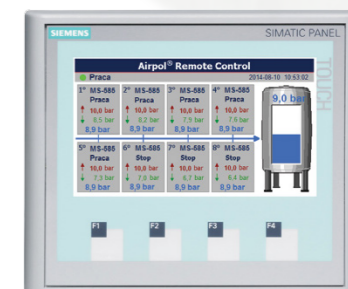 SIEMENS
SIMATIC PANEL
TOUCH
Airpol® Remote Control
Praca 2014-08-10 10:53:02
1° MS-585 2° MS-585 3° MS-585 4° MS-585
Praca Praca Praca Praca
10,0 bar 10,0 bar 10,0 bar 10,0 bar
8,5 bar 8,2 bar 7,9 bar 7,6 bar
8,9 bar 8,9 bar 8,9 bar 8,9 bar
9,0 bar
5° MS-585 6° MS-585 7° MS-585 8° MS-585
Praca Stop Stop Stop
10,0 bar 10,0 bar 10,0 bar 10,0 bar
7,3 bar 7,0 bar 6,7 bar 6,4 bar
8,9 bar 8,9 bar 8,9 bar 8,9 bar
F1 F2 F3 F4